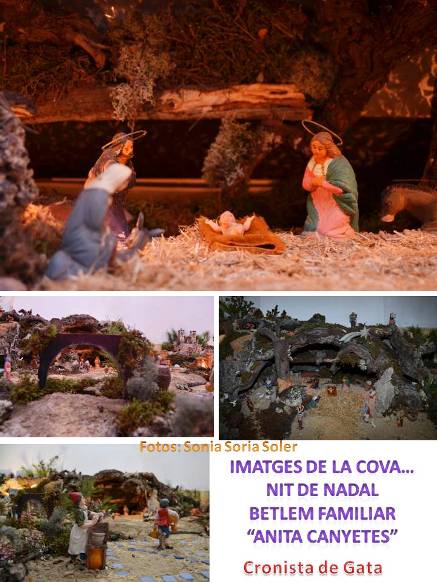 Fotos: Sonia Soria Soler
IMATGES DE LA COVA...
NIT DE NADAL
BETLEM FAMILIAR
“ANITA CANYETES”
Cronista de Gata